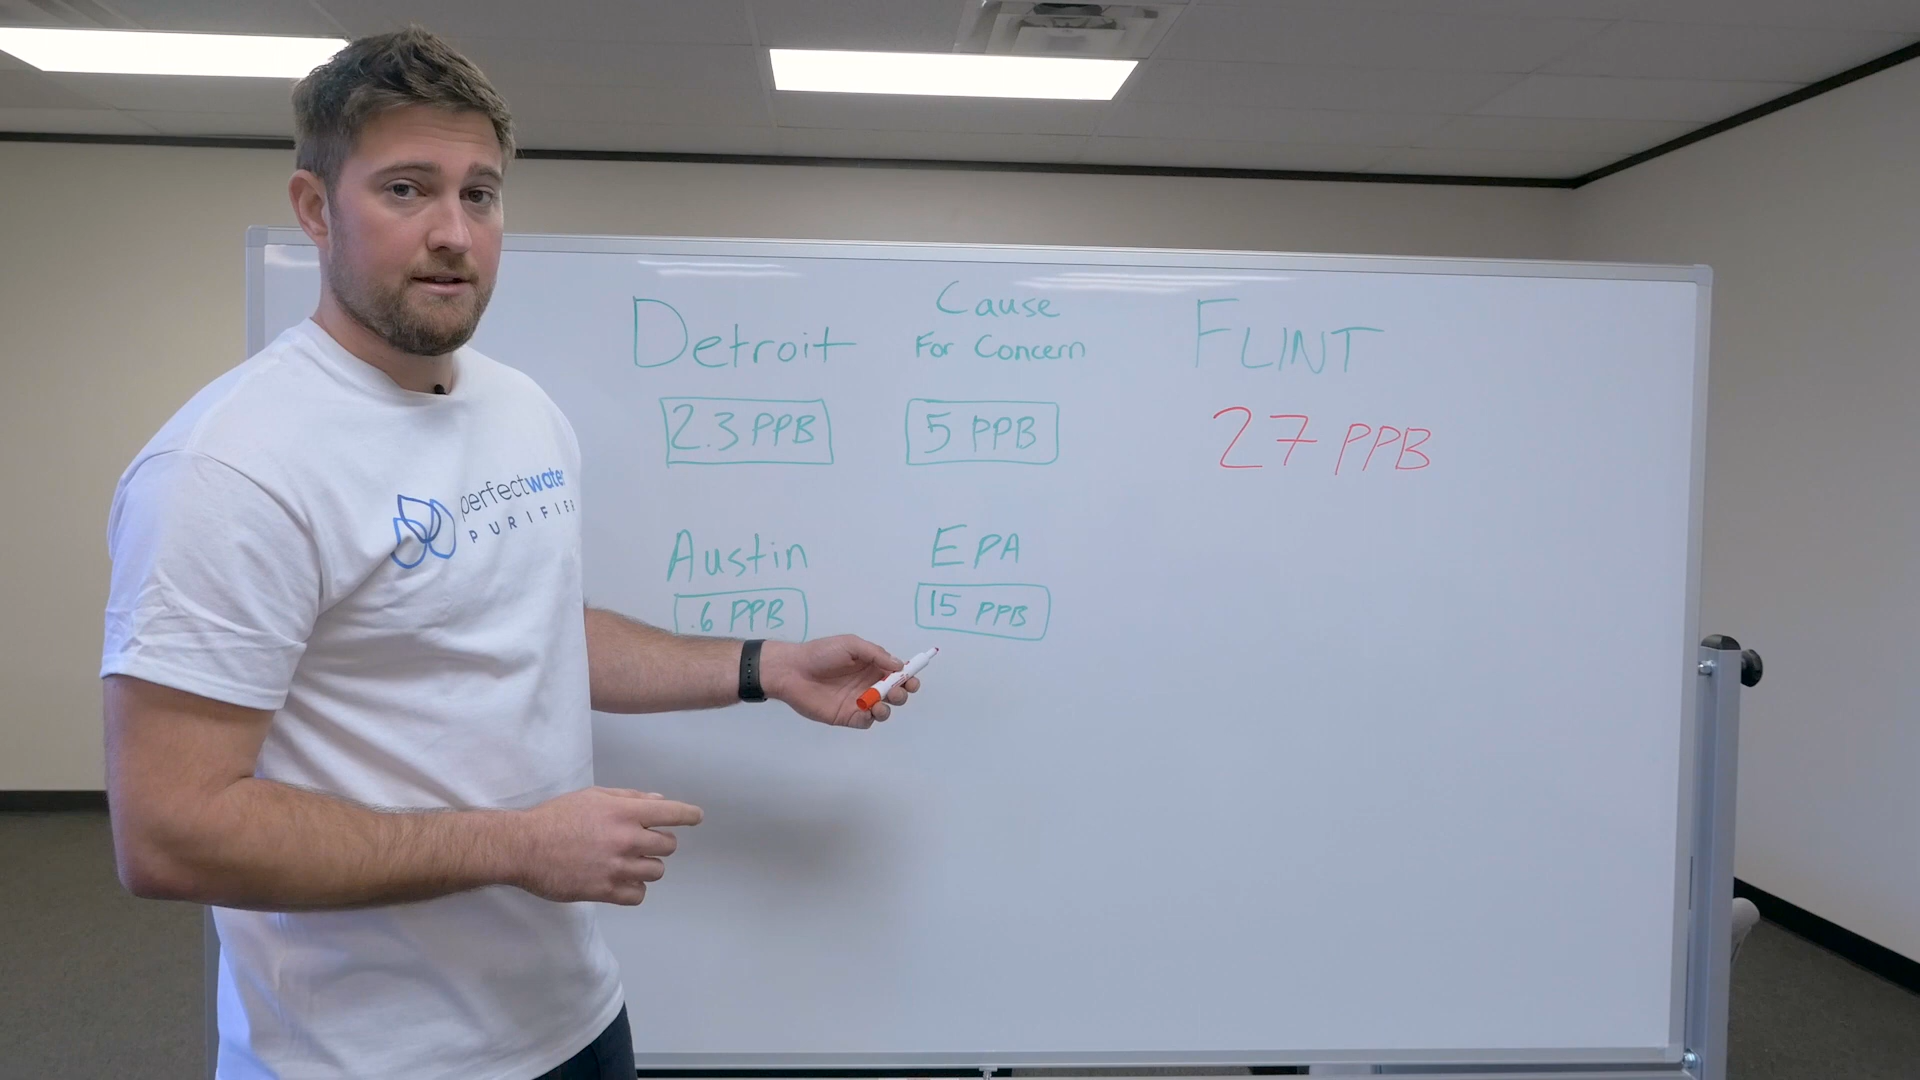 Detroit
2.3 PPB
Cause
For Concern
5 PPB
FLINT
27 PPB
Austin
.6 PPB
EPA
15 PPB
perfectwater
PURIFIE